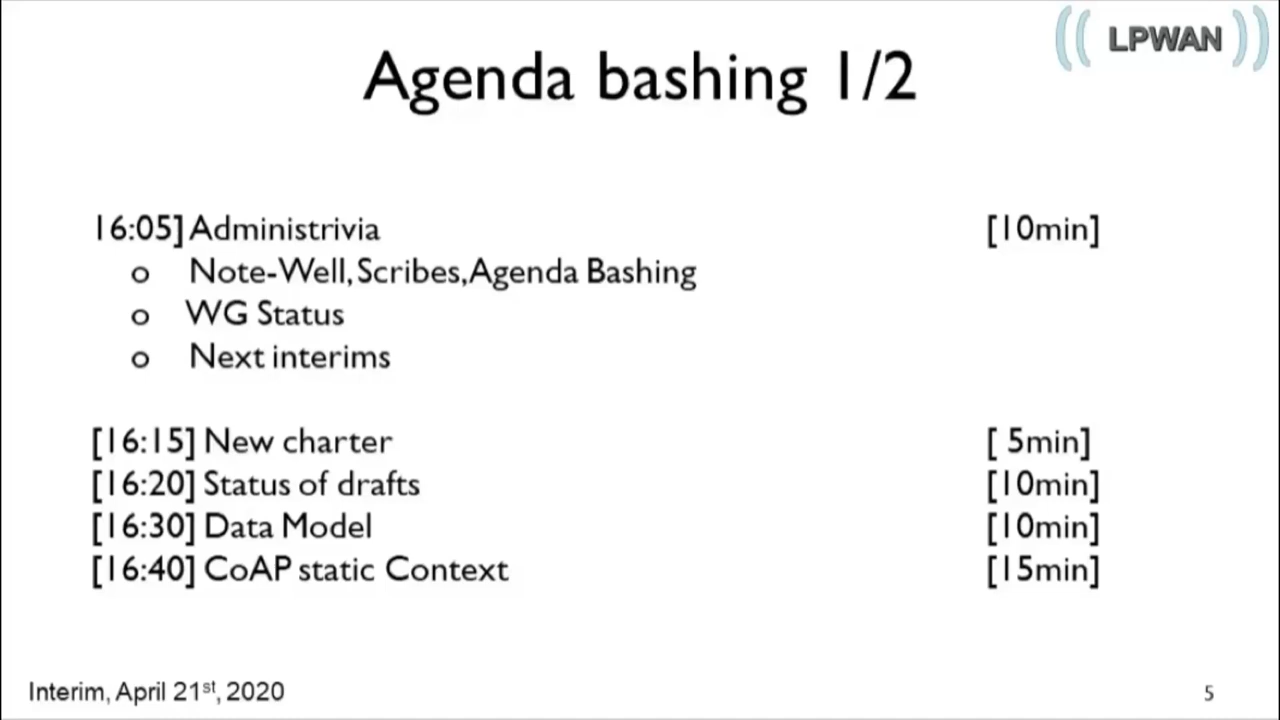 LPWAN
Agenda bashing 1/2
16:05] Administrivia [10min]
o Note-Well, Scribes, Agenda Bashing
o WG Status
o Next interims
[16:15] New charter [ 5min]
[16:20] Status of drafts [10min]
[16:30] Data Model [10min]
[16:40] CoAP static Context [15min]
Interim, April 21st, 2020 5